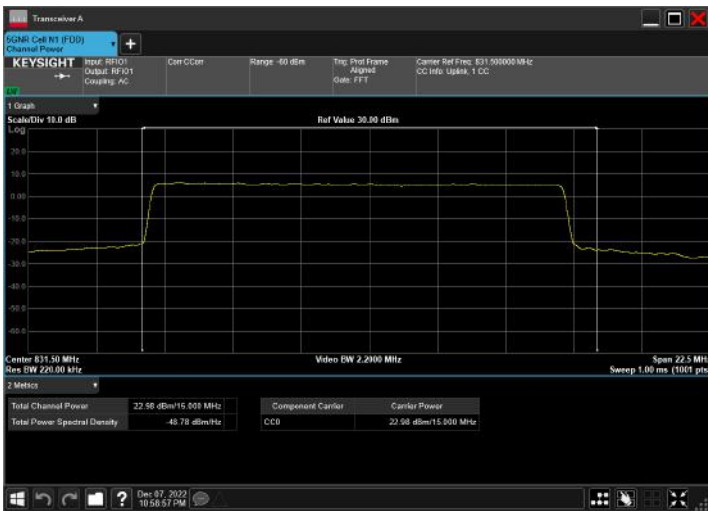 Transceiver A
5GNR Cell N1 (FDD)
Channel Power
KEYSIGHT
Input: RFIO1
Output: RFIO1
Coupling: AC
Corr CCorr
Range: -60 dBm
Trig: Prot Frame
Aligned
Gate: FFT
Carrier Ref Freq: 831.500000 MHz
CC Info: Uplink, 1 CC
1 Graph
Scale/Div 10.0 dB
Ref Value 30.00 dBm
Log
20.0
10.0
0.00
-10.0
-20.0
-30.0
-40.0
-50.0
-60.0
Center 831.50 MHz
Video BW 2.2000 MHz
Span 22.5 MHz
Res BW 220.00 kHz
Sweep 1.00 ms (1001 pts
2 Metrics
Total Channel Power 22.98 dBm/15.000 MHz
Total Power Spectral Density -48.78 dBm/Hz
Component Carrier Carrier Power
CC0 22.98 dBm/15.000 MHz
?
Dec 07, 2022
10:58:57 PM